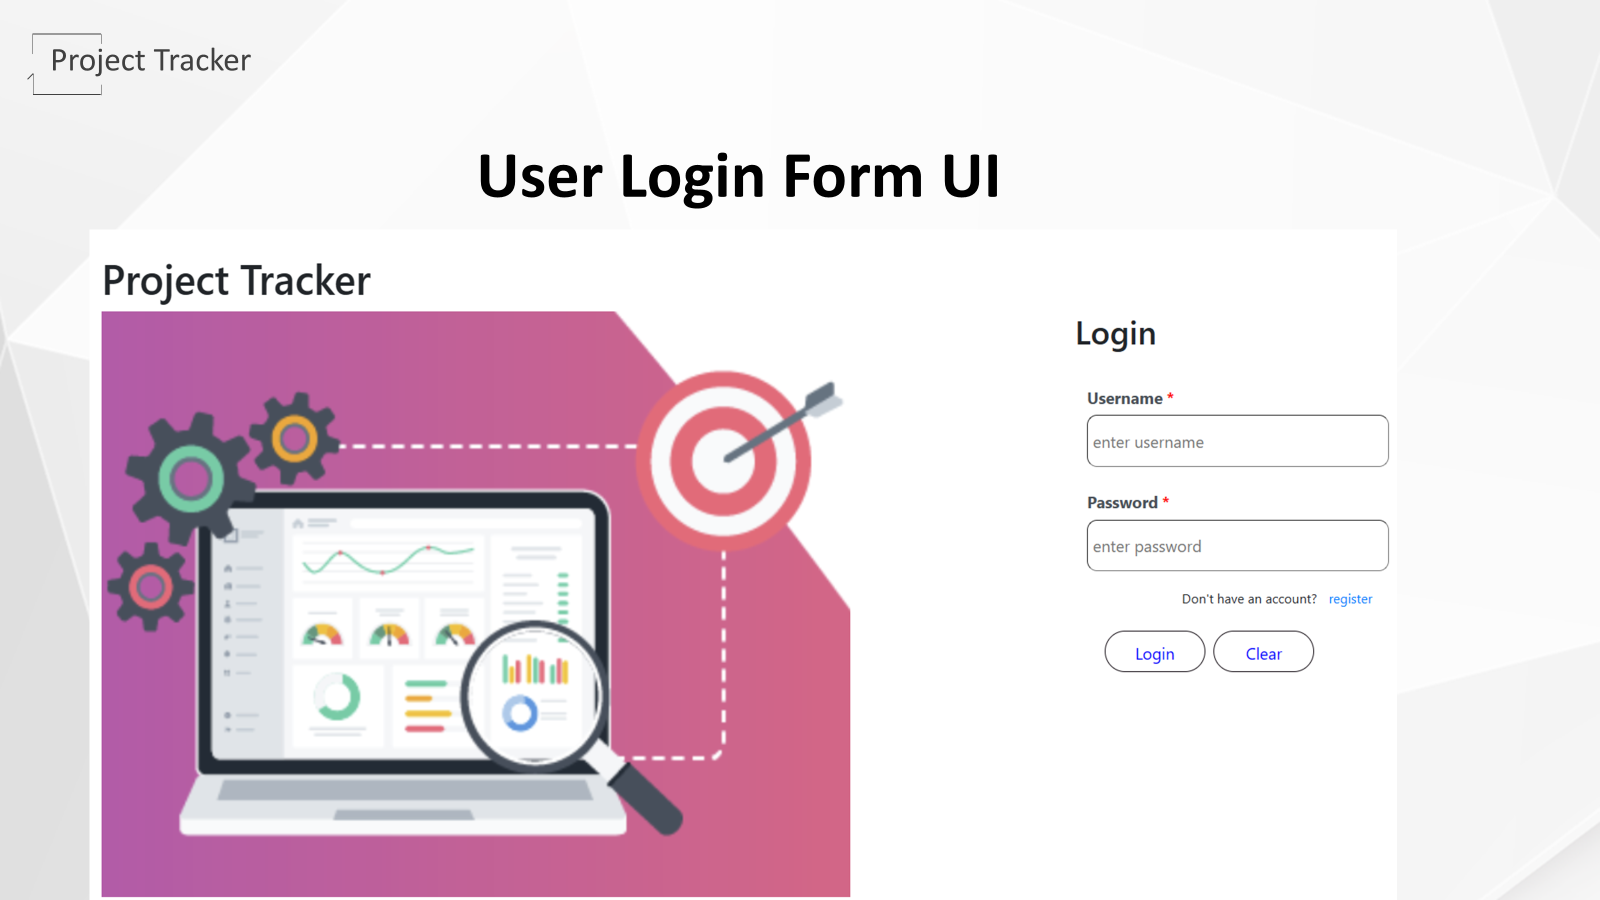 Project Tracker
User Login Form UI
Project Tracker
Login
Username *
enter username
Password *
enter password
Don't have an account? register
Login Clear